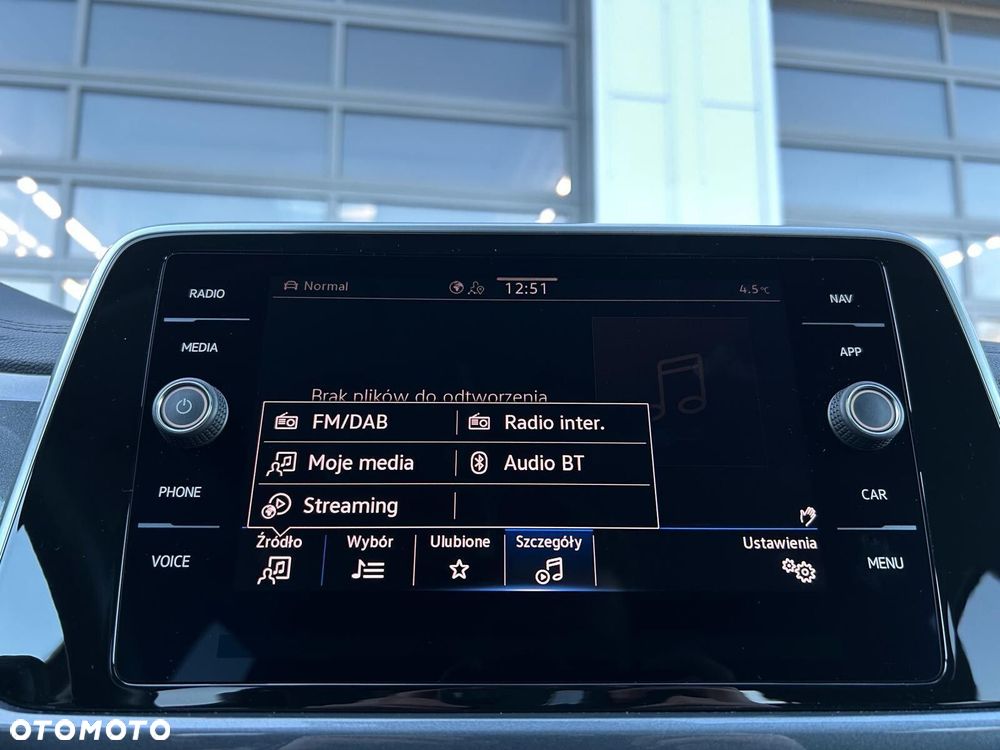 RADIO
MEDIA
PHONE
VOICE
Normal
12:51
4.5°C
Brak plików do odtworzenia
FM/DAB
Radio inter.
Moje media
Audio BT
Streaming
Źródło
Wybór
Ulubione
Szczegóły
Ustawienia
NAV
APP
CAR
MENU
OTOMOTO